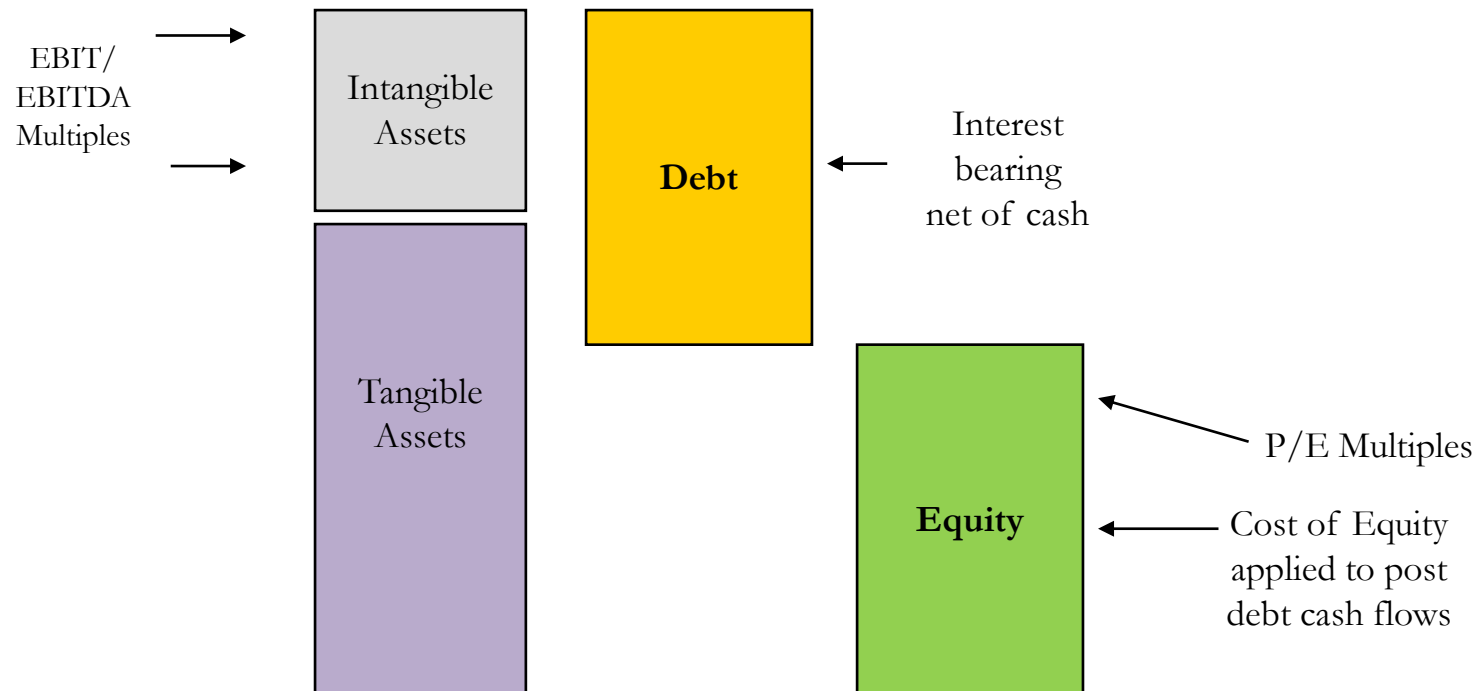 EBIT/
EBITDA
Multiples
Intangible
Assets
Debt
Interest
bearing
net of cash
Tangible
Assets
Equity
P/E Multiples
Cost of Equity
applied to post
debt cash flows